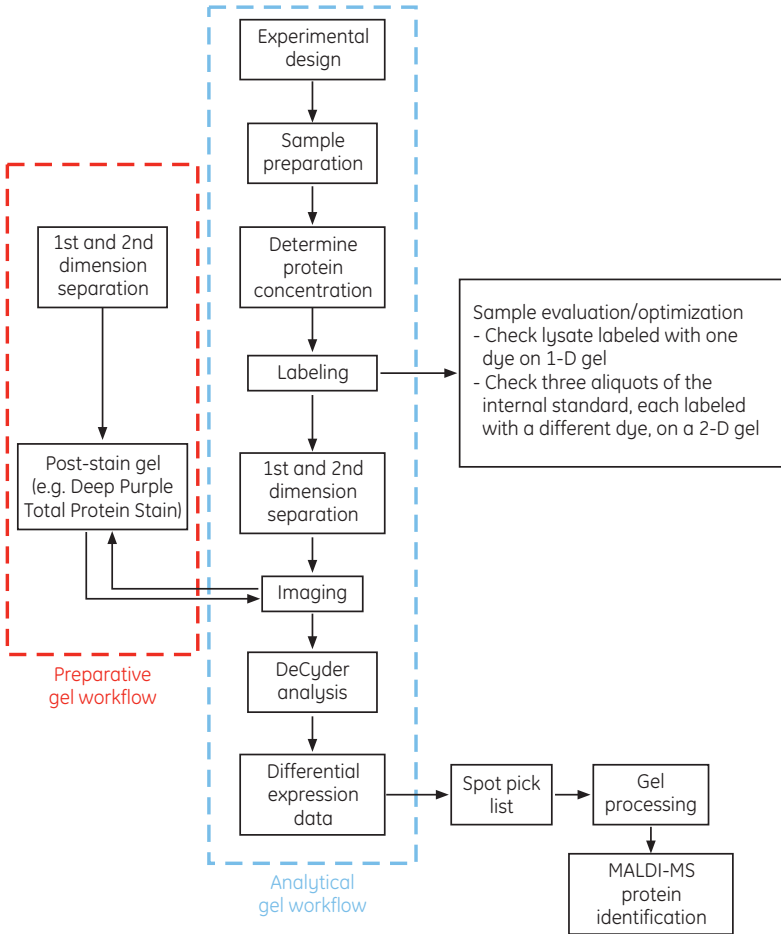 Experimental
design
Sample
preparation
1st and 2nd
dimension
separation
Determine
protein
concentration
Sample evaluation/optimization
- Check lysate labeled with one
dye on 1-D gel
- Check three aliquots of the
internal standard, each labeled
with a different dye, on a 2-D gel
Labeling
Post-stain gel
(e.g. Deep Purple
Total Protein Stain)
1st and 2nd
dimension
separation
Imaging
Preparative
gel workflow
DeCyder
analysis
Differential
expression
data
Spot pick
list
Gel
processing
MALDI-MS
protein
identification
Analytical
gel workflow